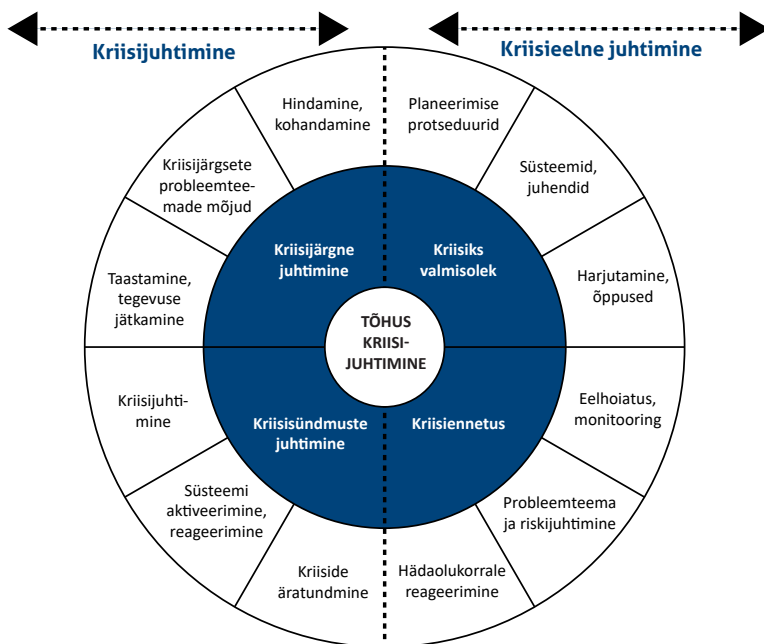 Kriisijuhtimine
Kriisieelne juhtimine
Hindamine,
kohandamine
Planeerimise
protseduurid
Kriisijärgsete
probleemtee-
made mõjud
Süsteemid,
juhendid
Kriisijärgne
juhtimine
Kriisiks
valmisolek
Taastamine,
tegevuse
jätkamine
Harjutamine,
õppused
TÕHUS
KRIISI-
JUHTIMINE
Kriisijuhti-
mine
Kriisisündmuste
juhtimine
Kriisiennetus
Eelhoiatus,
monitooring
Süsteemi
aktiveerimine,
reageerimine
Probleemteema
ja riskijuhtimine
Kriiside
äratundmine
Hädaolukorrale
reageerimine